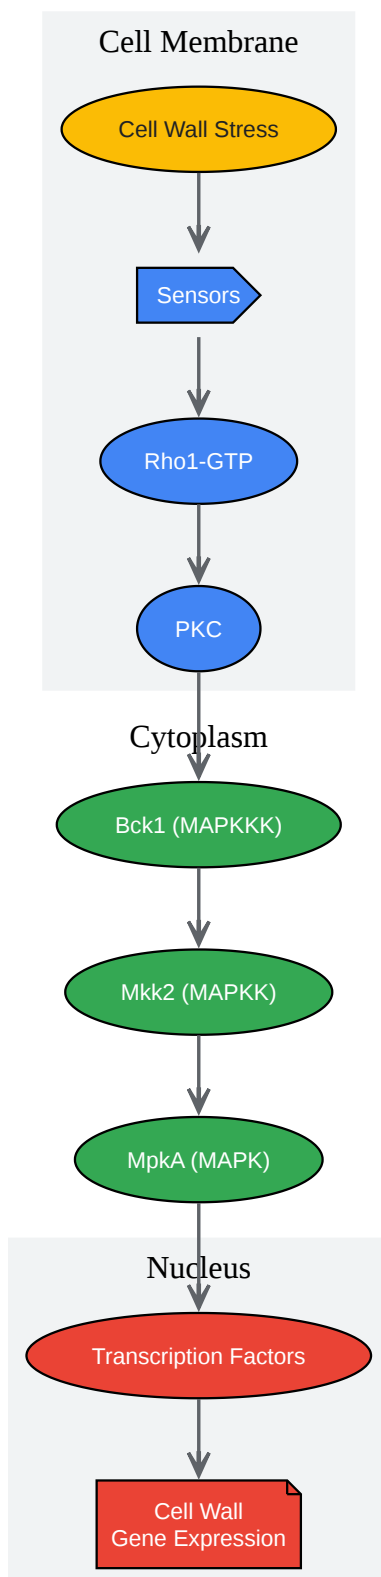 Cell Membrane
Cell Wall Stress
Sensors
Rho1-GTP
PKC
Cytoplasm
Bck1 (MAPKKK)
Mkk2 (MAPKK)
MpkA (MAPK)
Nucleus
Transcription Factors
Cell Wall
Gene Expression